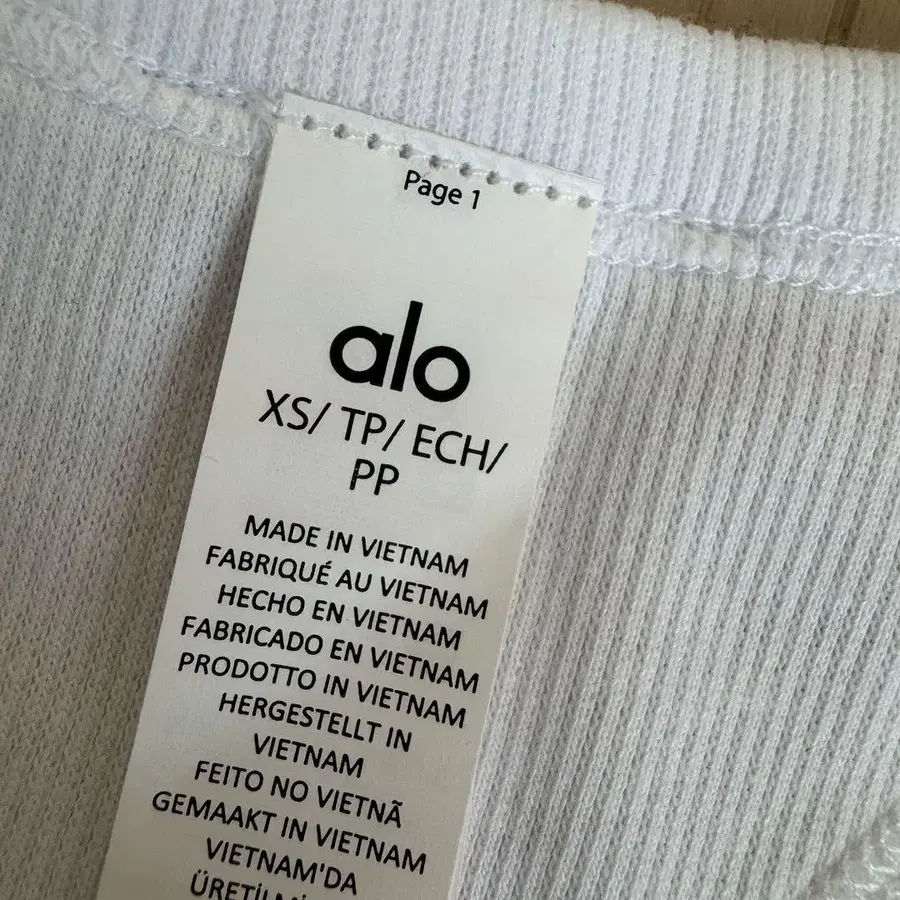 Page 1
alo
XS/ TP/ ECH/
PP
MADE IN VIETNAM
FABRIQUÉ AU VIETNAM
HECHO EN VIETNAM
FABRICADO EN VIETNAM
PRODOTTO IN VIETNAM
HERGESTELLT IN
VIETNAM
FEITO NO VIETNÃ
GEMAAKT IN VIETNAM
VIETNAM'DA